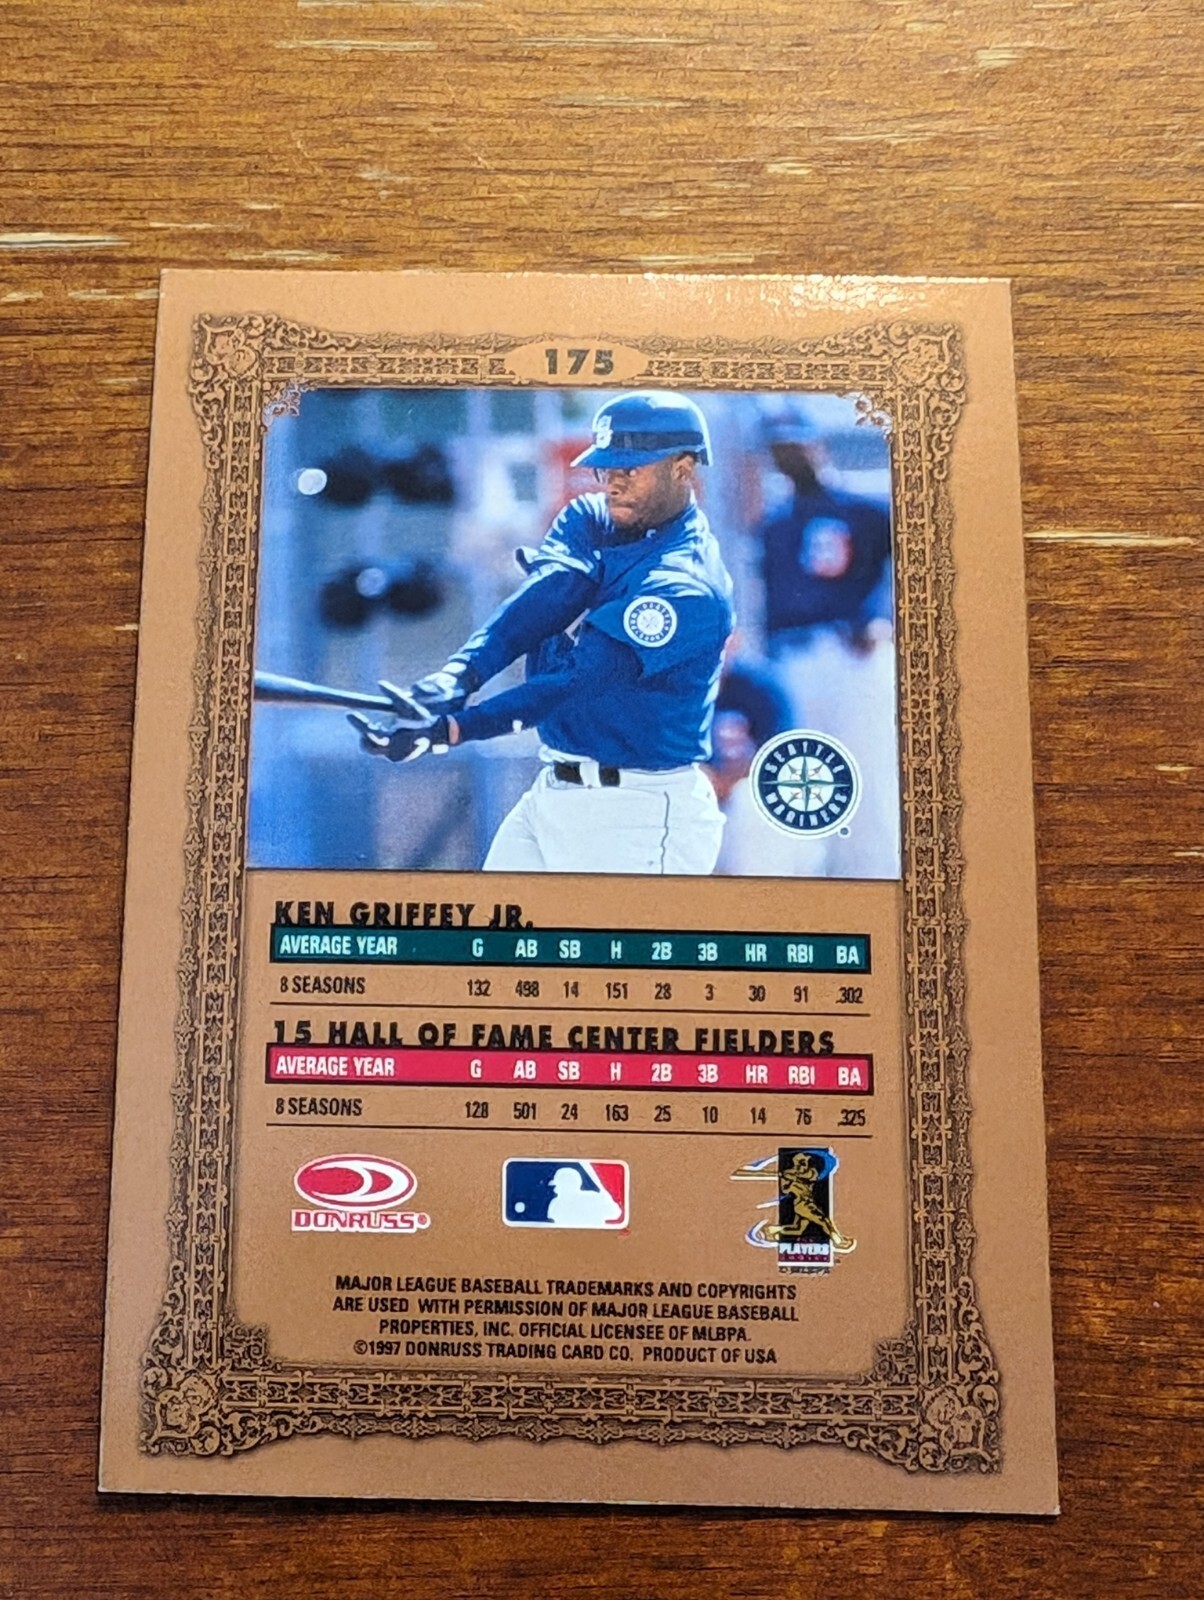 175
SEATTLE
MARINERS
KEN GRIFFEY JR.
AVERAGE YEAR G AB SB H 2B 3B HR RBI BA
8 SEASONS 132 498 14 151 28 3 30 91 .302
15 HALL OF FAME CENTER FIELDERS
AVERAGE YEAR G AB SB H 2B 3B HR RBI BA
8 SEASONS 128 501 24 163 25 10 14 76 .325
DONRUSS®
PLAYERS
MAJOR LEAGUE BASEBALL TRADEMARKS AND COPYRIGHTS
ARE USED WITH PERMISSION OF MAJOR LEAGUE BASEBALL
PROPERTIES, INC. OFFICIAL LICENSEE OF MLBPA.
©1997 DONRUSS TRADING CARD CO. PRODUCT OF USA